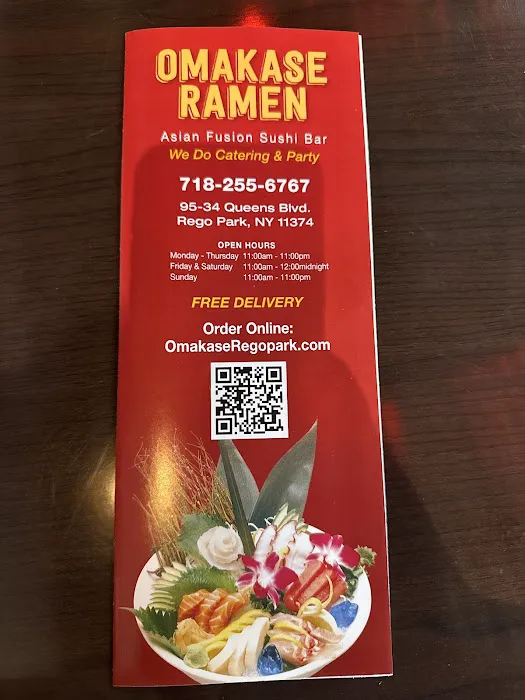 OMAKASE
RAMEN
Asian Fusion Sushi Bar
We Do Catering & Party
718-255-6767
95-34 Queens Blvd.
Rego Park, NY 11374
OPEN HOURS
Monday - Thursday 11:00am - 11:00pm
Friday & Saturday 11:00am - 12:00midnight
Sunday 11:00am - 11:00pm
FREE DELIVERY
Order Online:
OmakaseRegopark.com